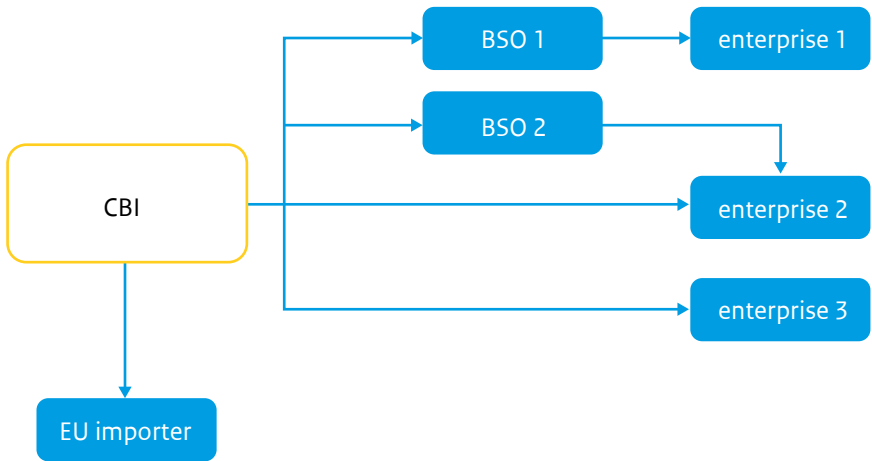 BSO 1
enterprise 1
BSO 2
CBI
enterprise 2
enterprise 3
EU importer